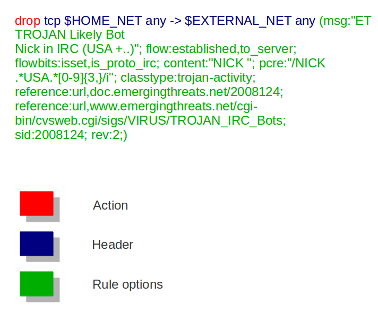 drop tcp $HOME_NET any -> $EXTERNAL_NET any (msg:"ET
TROJAN Likely Bot
Nick in IRC (USA +..)"; flow:established,to_server;
flowbits:isset,is_proto_irc; content:"NICK "; pcre:"/NICK
.*USA.*[0-9]{3,}/i"; classtype:trojan-activity;
reference:url,doc.emergingthreats.net/2008124;
reference:url,www.emergingthreats.net/cgi-
bin/cvsweb.cgi/sigs/VIRUS/TROJAN_IRC_Bots;
sid:2008124; rev:2;)
Action
Header
Rule options